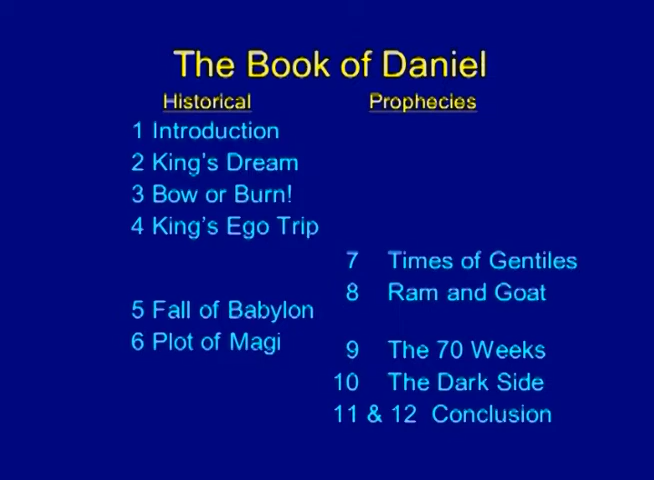 The Book of Daniel
Historical
Prophecies
1 Introduction
2 King's Dream
3 Bow or Burn!
4 King's Ego Trip
7 Times of Gentiles
8 Ram and Goat
5 Fall of Babylon
6 Plot of Magi
9 The 70 Weeks
10 The Dark Side
11 & 12 Conclusion